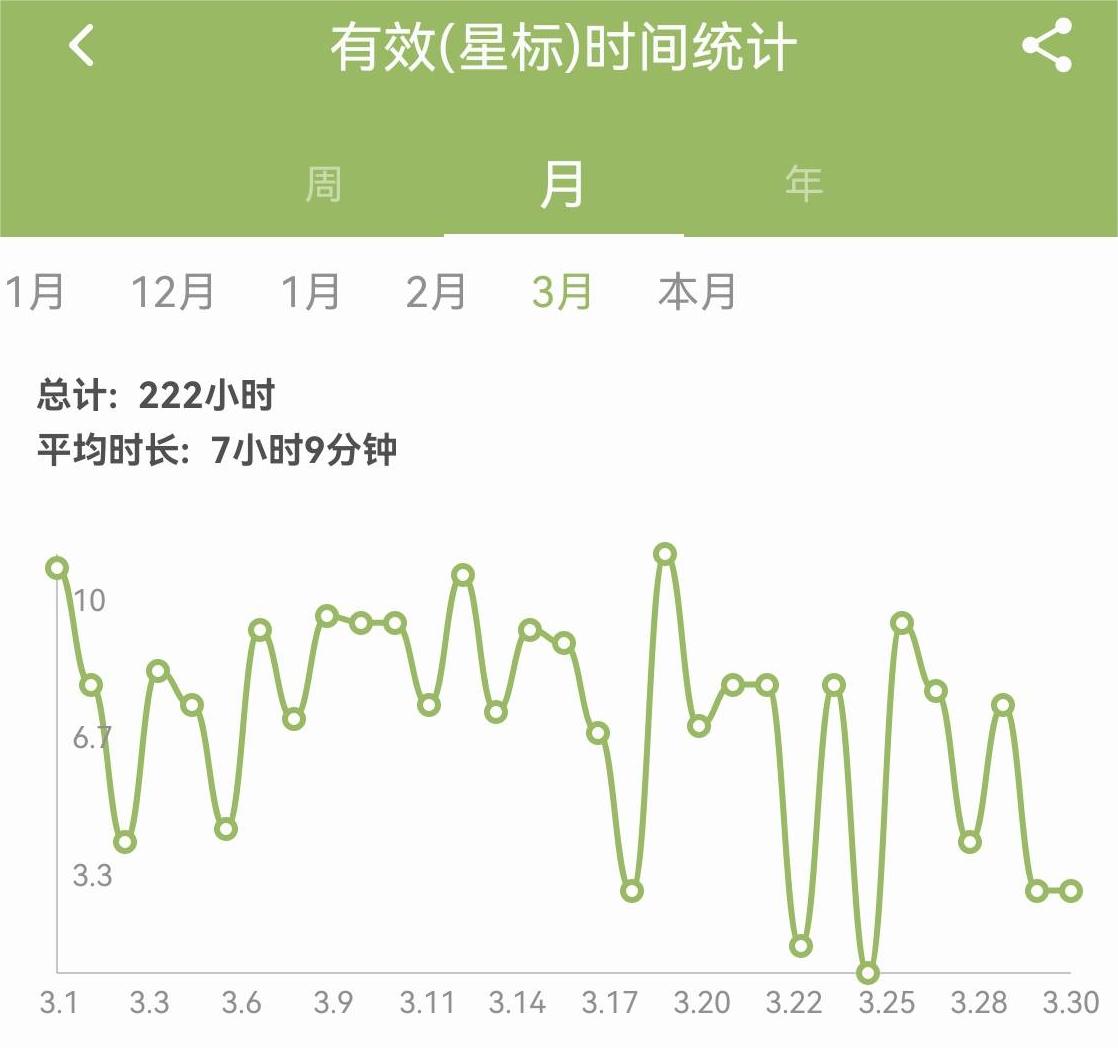 有效(星标)时间统计
周 月 年
1月 12月 1月 2月 3月 本月
总计: 222小时
平均时长: 7小时9分钟
10
6.7
3.3
3.1 3.3 3.6 3.9 3.11 3.14 3.17 3.20 3.22 3.25 3.28 3.30